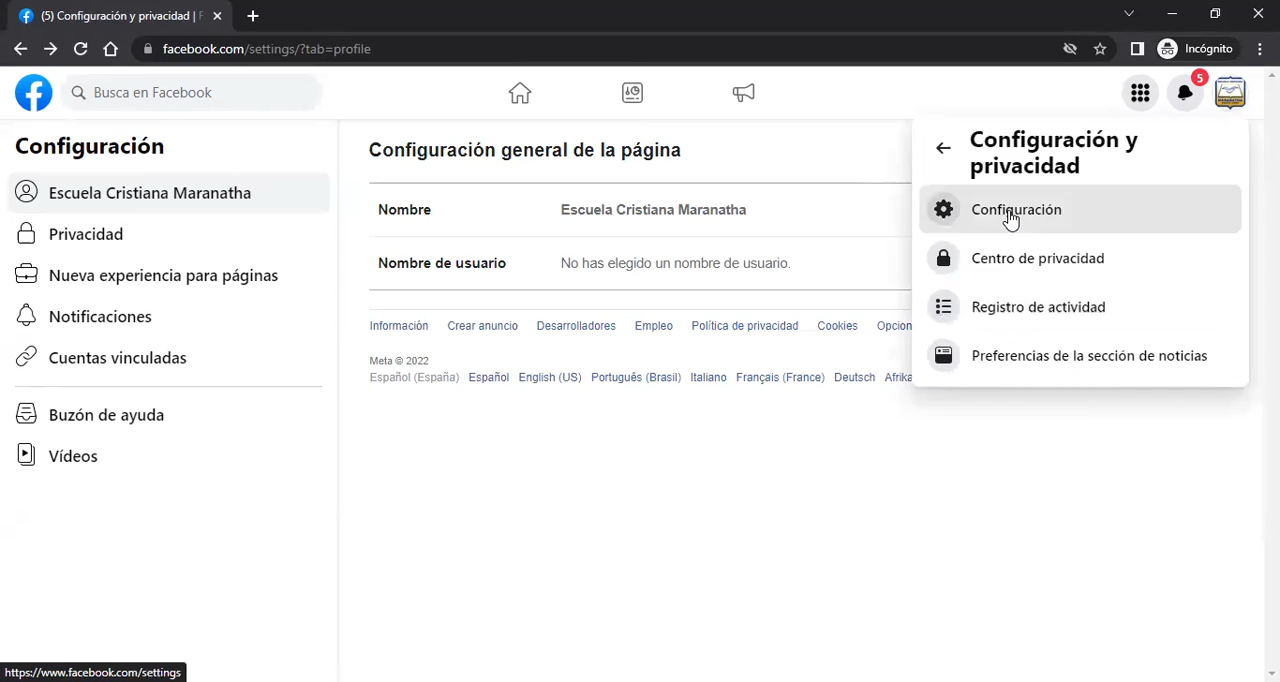 (5) Configuración y privacidad |
facebook.com/settings/?tab=profile
Incógnito
Busca en Facebook
5
Configuración
Escuela Cristiana Maranatha
Privacidad
Nueva experiencia para páginas
Notificaciones
Cuentas vinculadas
Buzón de ayuda
Vídeos
Configuración general de la página
Nombre
Escuela Cristiana Maranatha
Nombre de usuario
No has elegido un nombre de usuario.
Información Crear anuncio Desarrolladores Empleo Política de privacidad Cookies Opcion
Meta © 2022
Español (España) Español English (US) Português (Brasil) Italiano Français (France) Deutsch Afrika
Configuración y
privacidad
Configuración
Centro de privacidad
Registro de actividad
Preferencias de la sección de noticias
https://www.facebook.com/settings